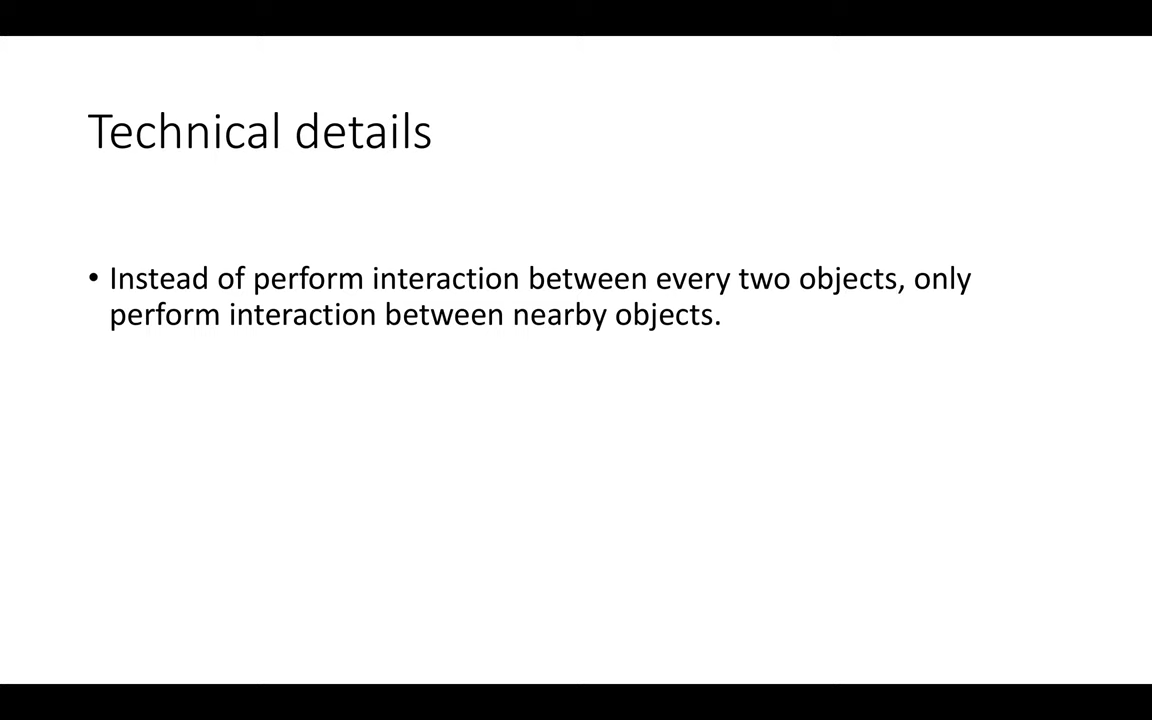 Technical details
• Instead of perform interaction between every two objects, only
perform interaction between nearby objects.